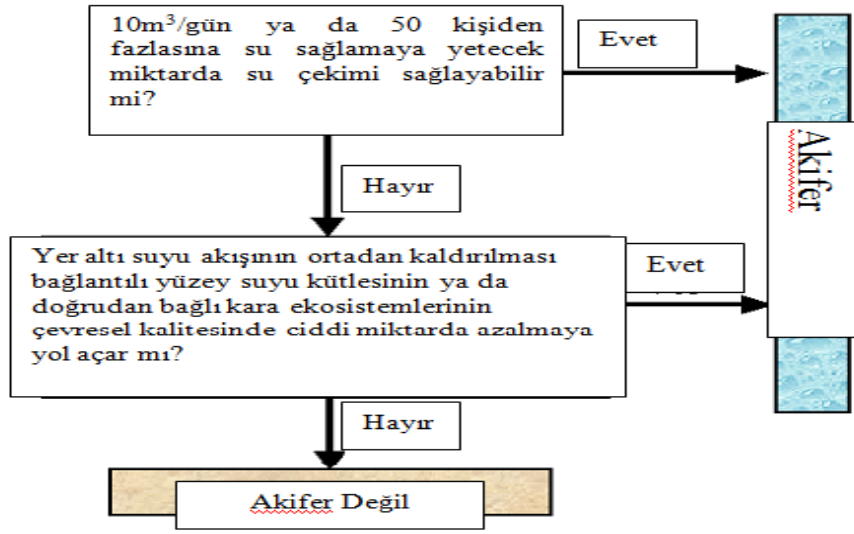 10m³/gün ya da 50 kişiden
fazlasına su sağlamaya yetecek
miktarda su çekimi sağlayabilir
mi?
Evet
Akifer
Hayır
Yer altı suyu akışının ortadan kaldırılması
bağlantılı yüzey suyu kütlesinin ya da
doğrudan bağlı kara ekosistemlerinin
çevresel kalitesinde ciddi miktarda azalmaya
yol açar mı?
Evet
Hayır
Akifer Değil